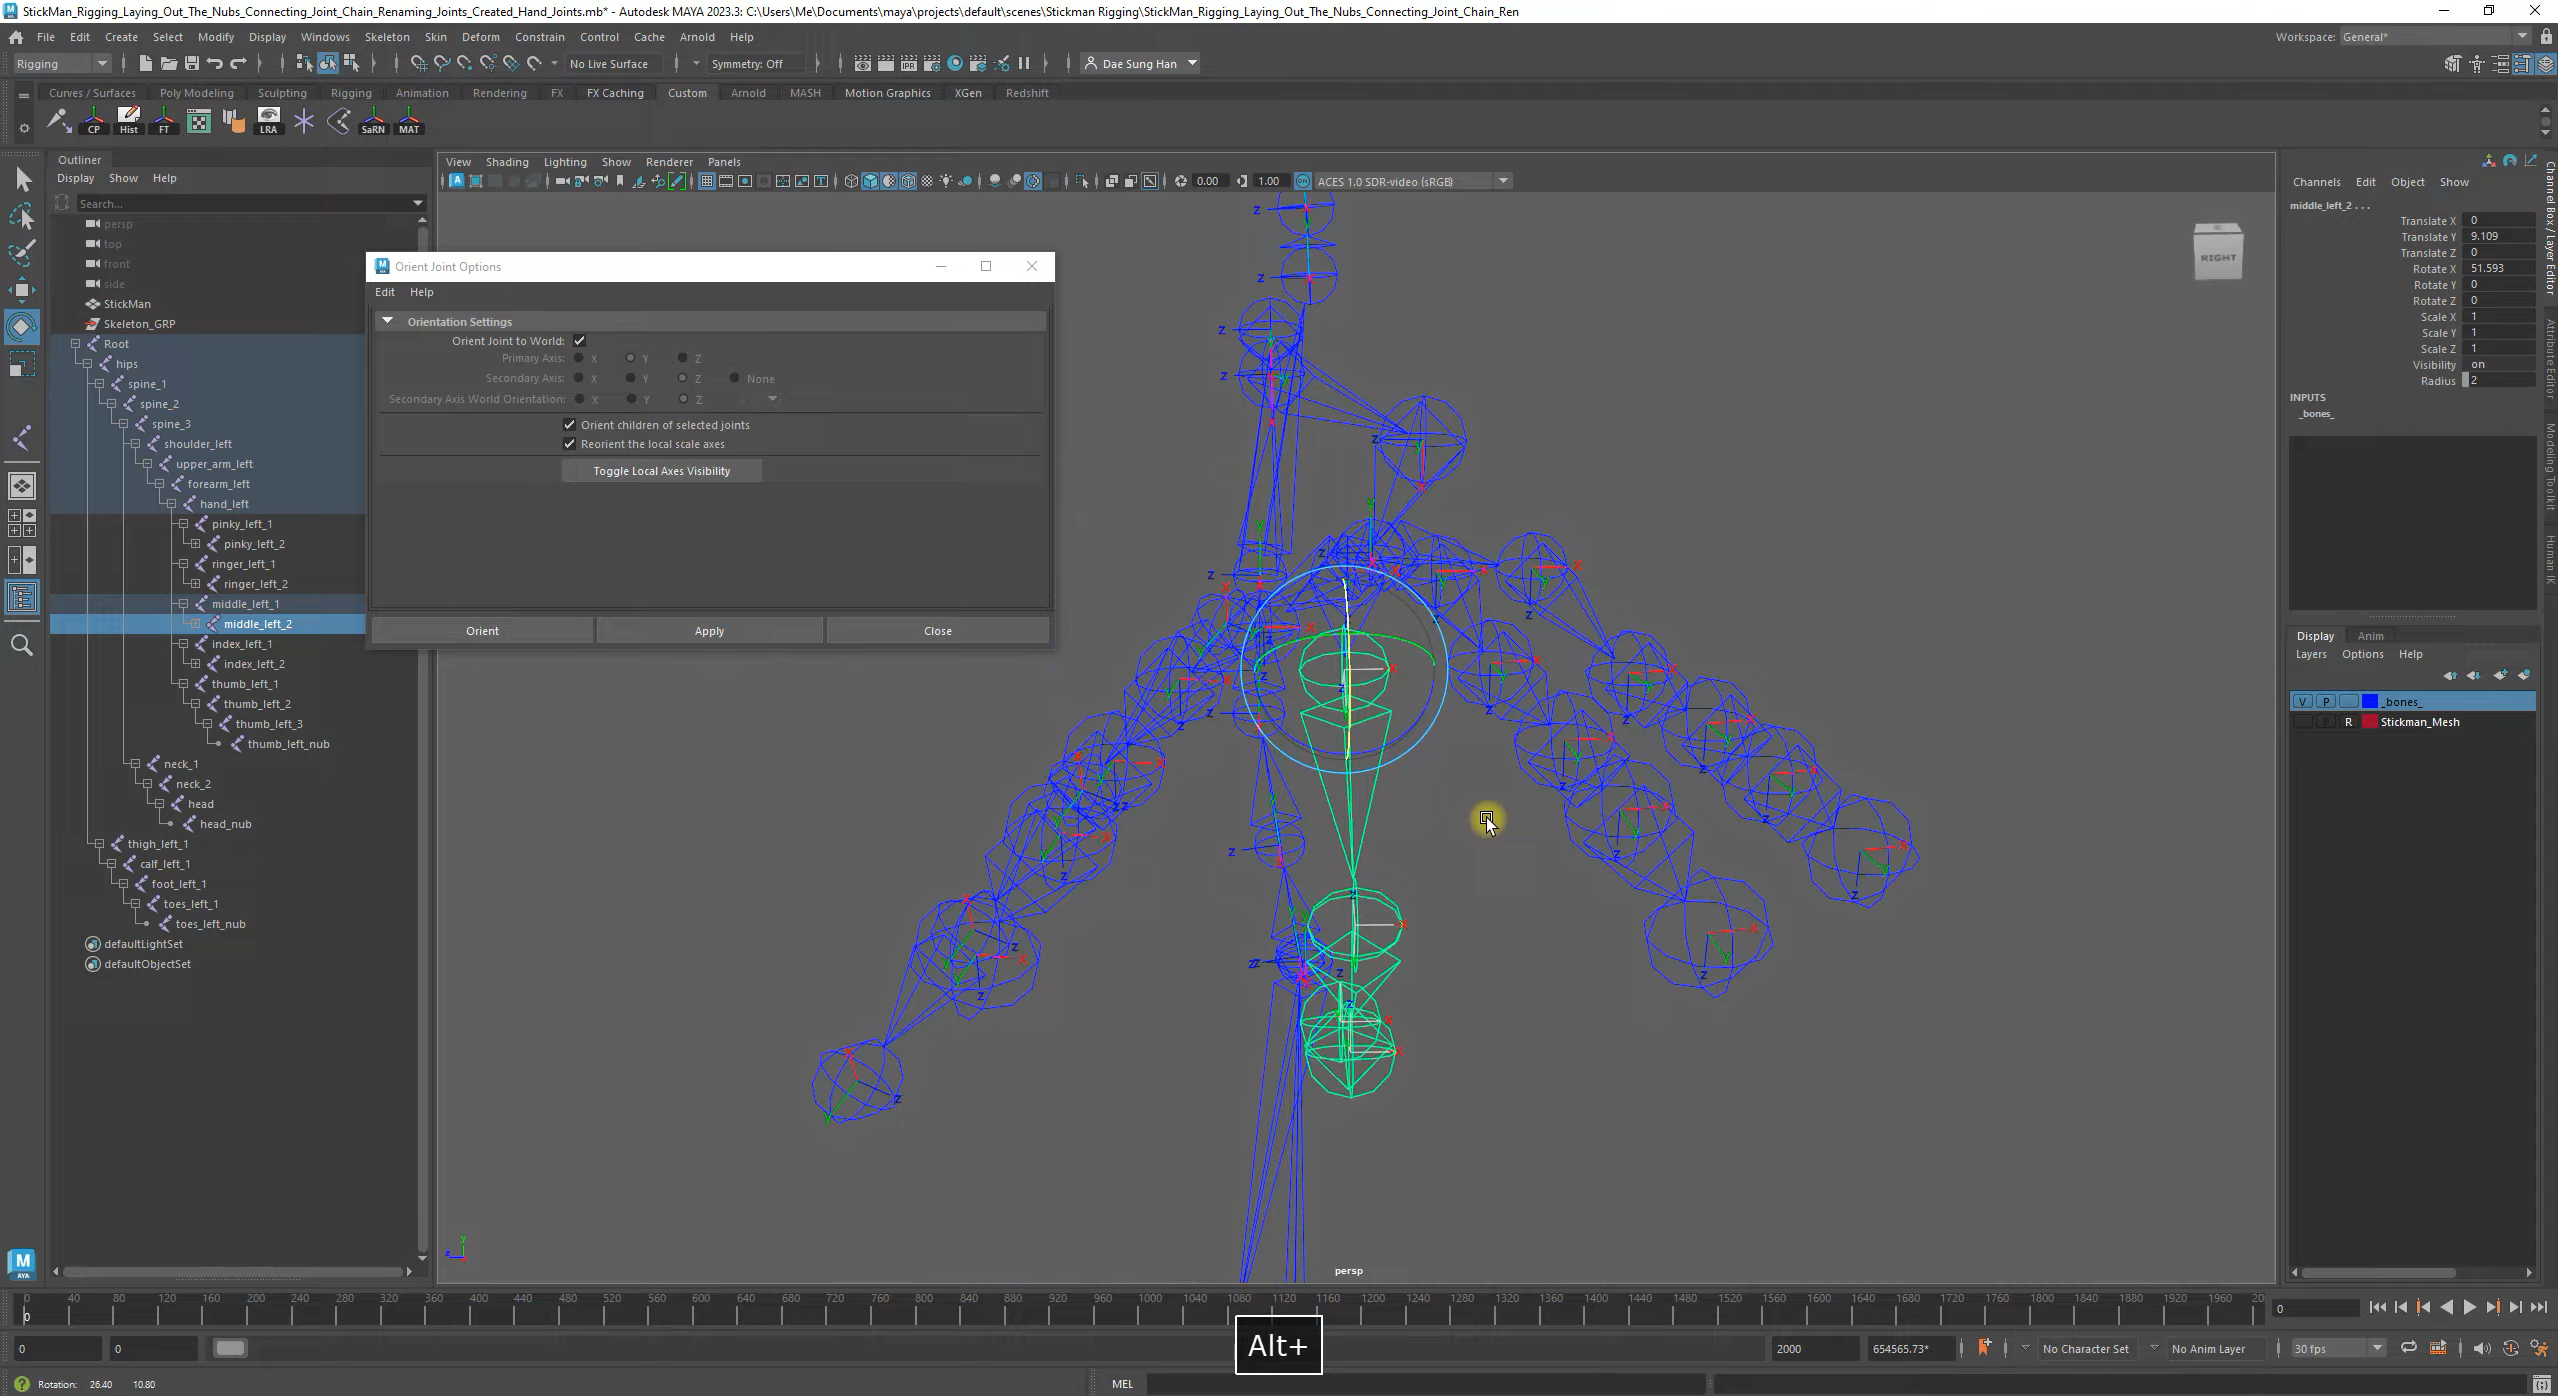 StickMan_Rigging_Laying_Out_The_Nubs_Connecting_Joint_Chain_Renaming_Joints_Created_Hand_Joints.mb* - Autodesk MAYA 2023.3: C:\Users\Me\Documents\maya\projects\default\scenes\Stickman Rigging\StickMan_Rigging_Laying_Out_The_Nubs_Connecting_Joint_Chain_Ren
File Edit Create Select Modify Display Windows Skeleton Skin Deform Constrain Control Cache Arnold Help
Workspace: General*
Rigging
No Live Surface
Symmetry: Off
IPR
Dae Sung Han
Curves / Surfaces Poly Modeling Sculpting Rigging Animation Rendering FX FX Caching Custom Arnold MASH Motion Graphics XGen Redshift
CP Hist FT LRA SaRN MAT
Outliner
Display Show Help
Search...
persp
top
front
side
StickMan
Skeleton_GRP
Root
hips
spine_1
spine_2
spine_3
shoulder_left
upper_arm_left
forearm_left
hand_left
pinky_left_1
pinky_left_2
ringer_left_1
ringer_left_2
middle_left_1
middle_left_2
index_left_1
index_left_2
thumb_left_1
thumb_left_2
thumb_left_3
thumb_left_nub
neck_1
neck_2
head
head_nub
thigh_left_1
calf_left_1
foot_left_1
toes_left_1
toes_left_nub
defaultLightSet
defaultObjectSet
View Shading Lighting Show Renderer Panels
0.00
1.00
ACES 1.0 SDR-video (sRGB)
Orient Joint Options
Edit Help
Orientation Settings
Orient Joint to World:
Primary Axis: X Y Z
Secondary Axis: X Y Z None
Secondary Axis World Orientation: X Y Z
Orient children of selected joints
Reorient the local scale axes
Toggle Local Axes Visibility
Orient Apply Close
RIGHT
persp
Channels Edit Object Show
middle_left_2 . . .
Translate X 0
Translate Y 9.109
Translate Z 0
Rotate X 51.593
Rotate Y 0
Rotate Z 0
Scale X 1
Scale Y 1
Scale Z 1
Visibility on
Radius 2
INPUTS
_bones_
Display Anim
Layers Options Help
V P _bones_
P R Stickman_Mesh
Channel Box / Layer Editor
Attribute Editor
Modeling Toolkit
Human IK
0 40 80 120 160 200 240 280 320 360 400 440 480 520 560 600 640 680 720 760 800 840 880 920 960 1000 1040 1080 1120 1160 1200 1240 1280 1320 1360 1400 1440 1480 1520 1560 1600 1640 1680 1720 1760 1800 1840 1880 1920 1960 20
0
0
Alt+
0
0
2000
654565.73*
No Character Set
No Anim Layer
30 fps
Rotation: 26.40 10.80
MEL